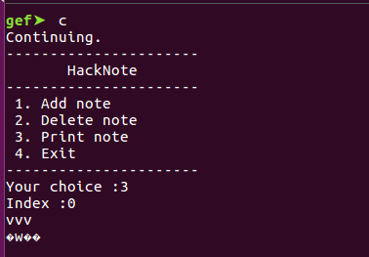 gef➤  c
Continuing.
----------------------
       HackNote
----------------------
 1. Add note
 2. Delete note
 3. Print note
 4. Exit
----------------------
Your choice :3
Index :0
vvv
�W��